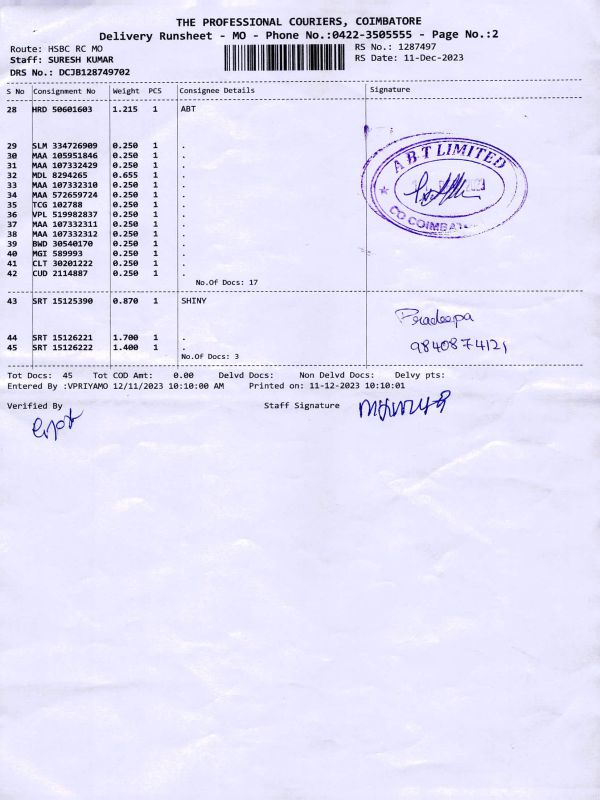 THE PROFESSIONAL COURIERS, COIMBATORE
Delivery Runsheet - MO - Phone No.:0422-3505555 - Page No.:2
Route: HSBC RC MO RS No.: 1287497
Staff: SURESH KUMAR RS Date: 11-Dec-2023
DRS No.: DCJB128749702
S No Consignment No Weight PCS Consignee Details Signature
28 HRD 50601603 1.215 1 ABT
29 SLM 334726909 0.250 1 .
30 MAA 105951846 0.250 1 .
31 MAA 107332429 0.250 1 .
32 MDL 8294265 0.655 1 .
33 MAA 107332310 0.250 1 .
34 MAA 572659724 0.250 1 .
35 TCG 102788 0.250 1 .
36 VPL 519982837 0.250 1 .
37 MAA 107332311 0.250 1 .
38 MAA 107332312 0.250 1 .
39 BWD 30540170 0.250 1 .
40 MGI 589993 0.250 1 .
41 CLT 30201222 0.250 1 .
42 CUD 2114887 0.250 1 .
No.Of Docs: 17
ABT LIMITED
2023
43 SRT 15125390 0.870 1 SHINY
Pradeepa
44 SRT 15126221 1.700 1 .
45 SRT 15126222 1.400 1 .
9840874121
No.Of Docs: 3
Tot Docs: 45 Tot COD Amt: 0.00 Delvd Docs: Non Delvd Docs: Delvy pts:
Entered By :VPRIYAMO 12/11/2023 10:10:00 AM Printed on: 11-12-2023 10:10:01
Verified By Staff Signature